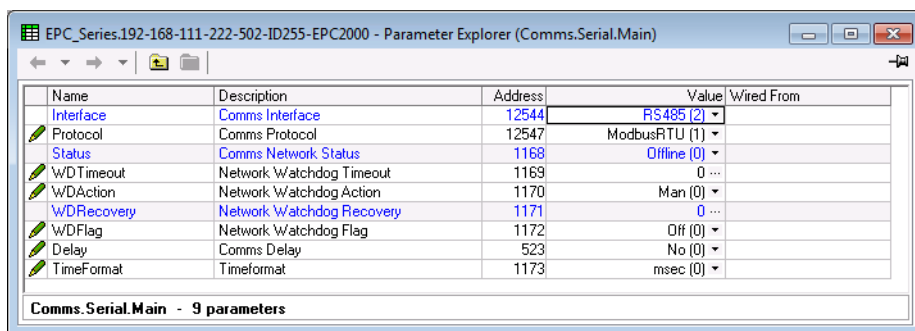 EPC_Series.192-168-111-222-502-ID255-EPC2000 - Parameter Explorer (Comms.Serial.Main)
Name Description Address Value Wired From
Interface Comms Interface 12544 RS485 (2)
Protocol Comms Protocol 12547 ModbusRTU (1)
Status Comms Network Status 1168 Offline (0)
WDTimeout Network Watchdog Timeout 1169 0 ...
WDAction Network Watchdog Action 1170 Man (0)
WDRecovery Network Watchdog Recovery 1171 0 ...
WDFlag Network Watchdog Flag 1172 Off (0)
Delay Comms Delay 523 No (0)
TimeFormat Timeformat 1173 msec (0)
Comms.Serial.Main - 9 parameters